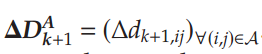 ΔD^A_{k+1} = (Δd_{k+1,ij})_{∀(i,j)∈𝒜}